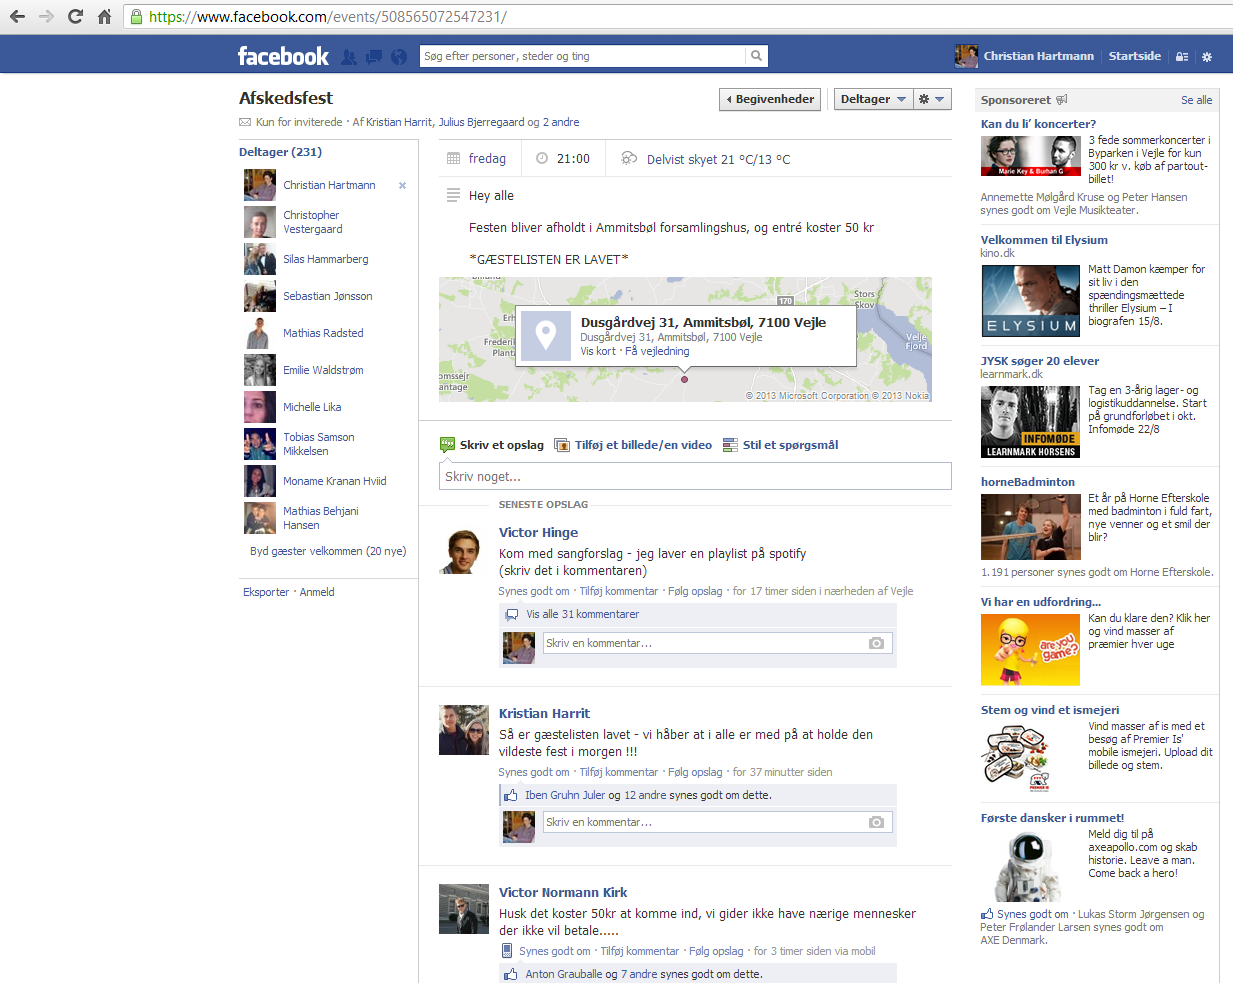 https://www.facebook.com/events/508565072547231/
facebook
Søg efter personer, steder og ting
Christian Hartmann
Startside
Afskedsfest
Begivenheder
Deltager
Kun for inviterede · Af Kristian Harrit, Julius Bjerregaard og 2 andre
Deltager (231)
Christian Hartmann
Christopher
Vestergaard
Silas Hammarberg
Sebastian Jønsson
Mathias Radsted
Emilie Waldstrøm
Michelle Lika
Tobias Samson
Mikkelsen
Moname Kranan Hviid
Mathias Behjani
Hansen
Byd gæster velkommen (20 nye)
Eksporter · Anmeld
fredag
21:00
Delvist skyet 21 °C/13 °C
Hey alle
Festen bliver afholdt i Ammitsbøl forsamlingshus, og entré koster 50 kr
*GÆSTELISTEN ER LAVET*
170
Stors
Skov
Frederik
Planta
Vejle
Fjord
omssejr
antage
Dusgårdvej 31, Ammitsbøl, 7100 Vejle
Dusgårdvej 31, Ammitsbøl, 7100 Vejle
Vis kort · Få vejledning
© 2013 Microsoft Corporation © 2013 Nokia
Skriv et opslag
Tilføj et billede/en video
Stil et spørgsmål
Skriv noget...
SENESTE OPSLAG
Victor Hinge
Kom med sangforslag - jeg laver en playlist på spotify
(skriv det i kommentaren)
Synes godt om · Tilføj kommentar · Følg opslag · for 17 timer siden i nærheden af Vejle
Vis alle 31 kommentarer
Skriv en kommentar...
Kristian Harrit
Så er gæstelisten lavet - vi håber at i alle er med på at holde den
vildeste fest i morgen !!!
Synes godt om · Tilføj kommentar · Følg opslag · for 37 minutter siden
Iben Gruhn Juler og 12 andre synes godt om dette.
Skriv en kommentar...
Victor Normann Kirk
Husk det koster 50kr at komme ind, vi gider ikke have nærige mennesker
der ikke vil betale.....
Synes godt om · Tilføj kommentar · Følg opslag · for 3 timer siden via mobil
Anton Grauballe og 7 andre synes godt om dette.
Sponsoreret
Se alle
Kan du li' koncerter?
Marie Key & Burhan G
3 fede sommerkoncerter i
Byparken i Vejle for kun
300 kr v. køb af partout-
billet!
Annemette Mølgård Kruse og Peter Hansen
synes godt om Vejle Musikteater.
Velkommen til Elysium
kino.dk
ELYSIUM
Matt Damon kæmper for
sit liv i den
spændingsmættede
thriller Elysium – I
biografen 15/8.
JYSK søger 20 elever
learnmark.dk
INFOMØDE
LEARNMARK HORSENS
Tag en 3-årig lager- og
logistikuddannelse. Start
på grundforløbet i okt.
Infomøde 22/8
horneBadminton
Et år på Horne Efterskole
med badminton i fuld fart,
nye venner og et smil der
blir?
1.191 personer synes godt om Horne Efterskole.
Vi har en udfordring...
are you
game?
Kan du klare den? Klik her
og vind masser af
præmier hver uge
Stem og vind et ismejeri
PREMIER IS
Vind masser af is med et
besøg af Premier Is'
mobile ismejeri. Upload dit
billede og stem.
Første dansker i rummet!
Meld dig til på
axeapollo.com og skab
historie. Leave a man.
Come back a hero!
Synes godt om · Lukas Storm Jørgensen og
Peter Frølander Larsen synes godt om
AXE Denmark.